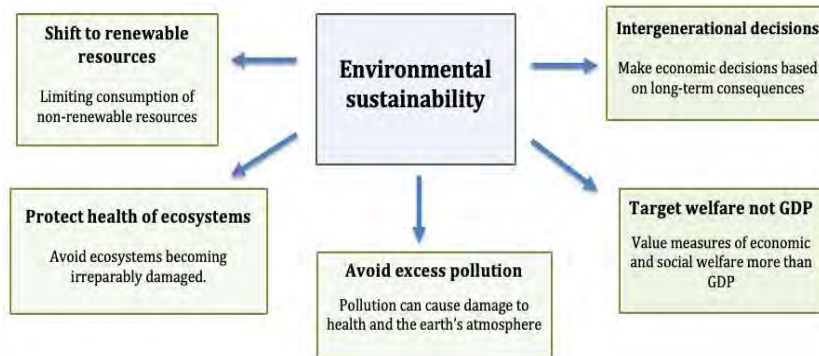 Shift to renewable
resources
Limiting consumption of
non-renewable resources
Environmental
sustainability
Intergenerational decisions
Make economic decisions based
on long-term consequences
Protect health of ecosystems
Avoid ecosystems becoming
irreparably damaged.
Avoid excess pollution
Pollution can cause damage to
health and the earth's atmosphere
Target welfare not GDP
Value measures of economic
and social welfare more than
GDP